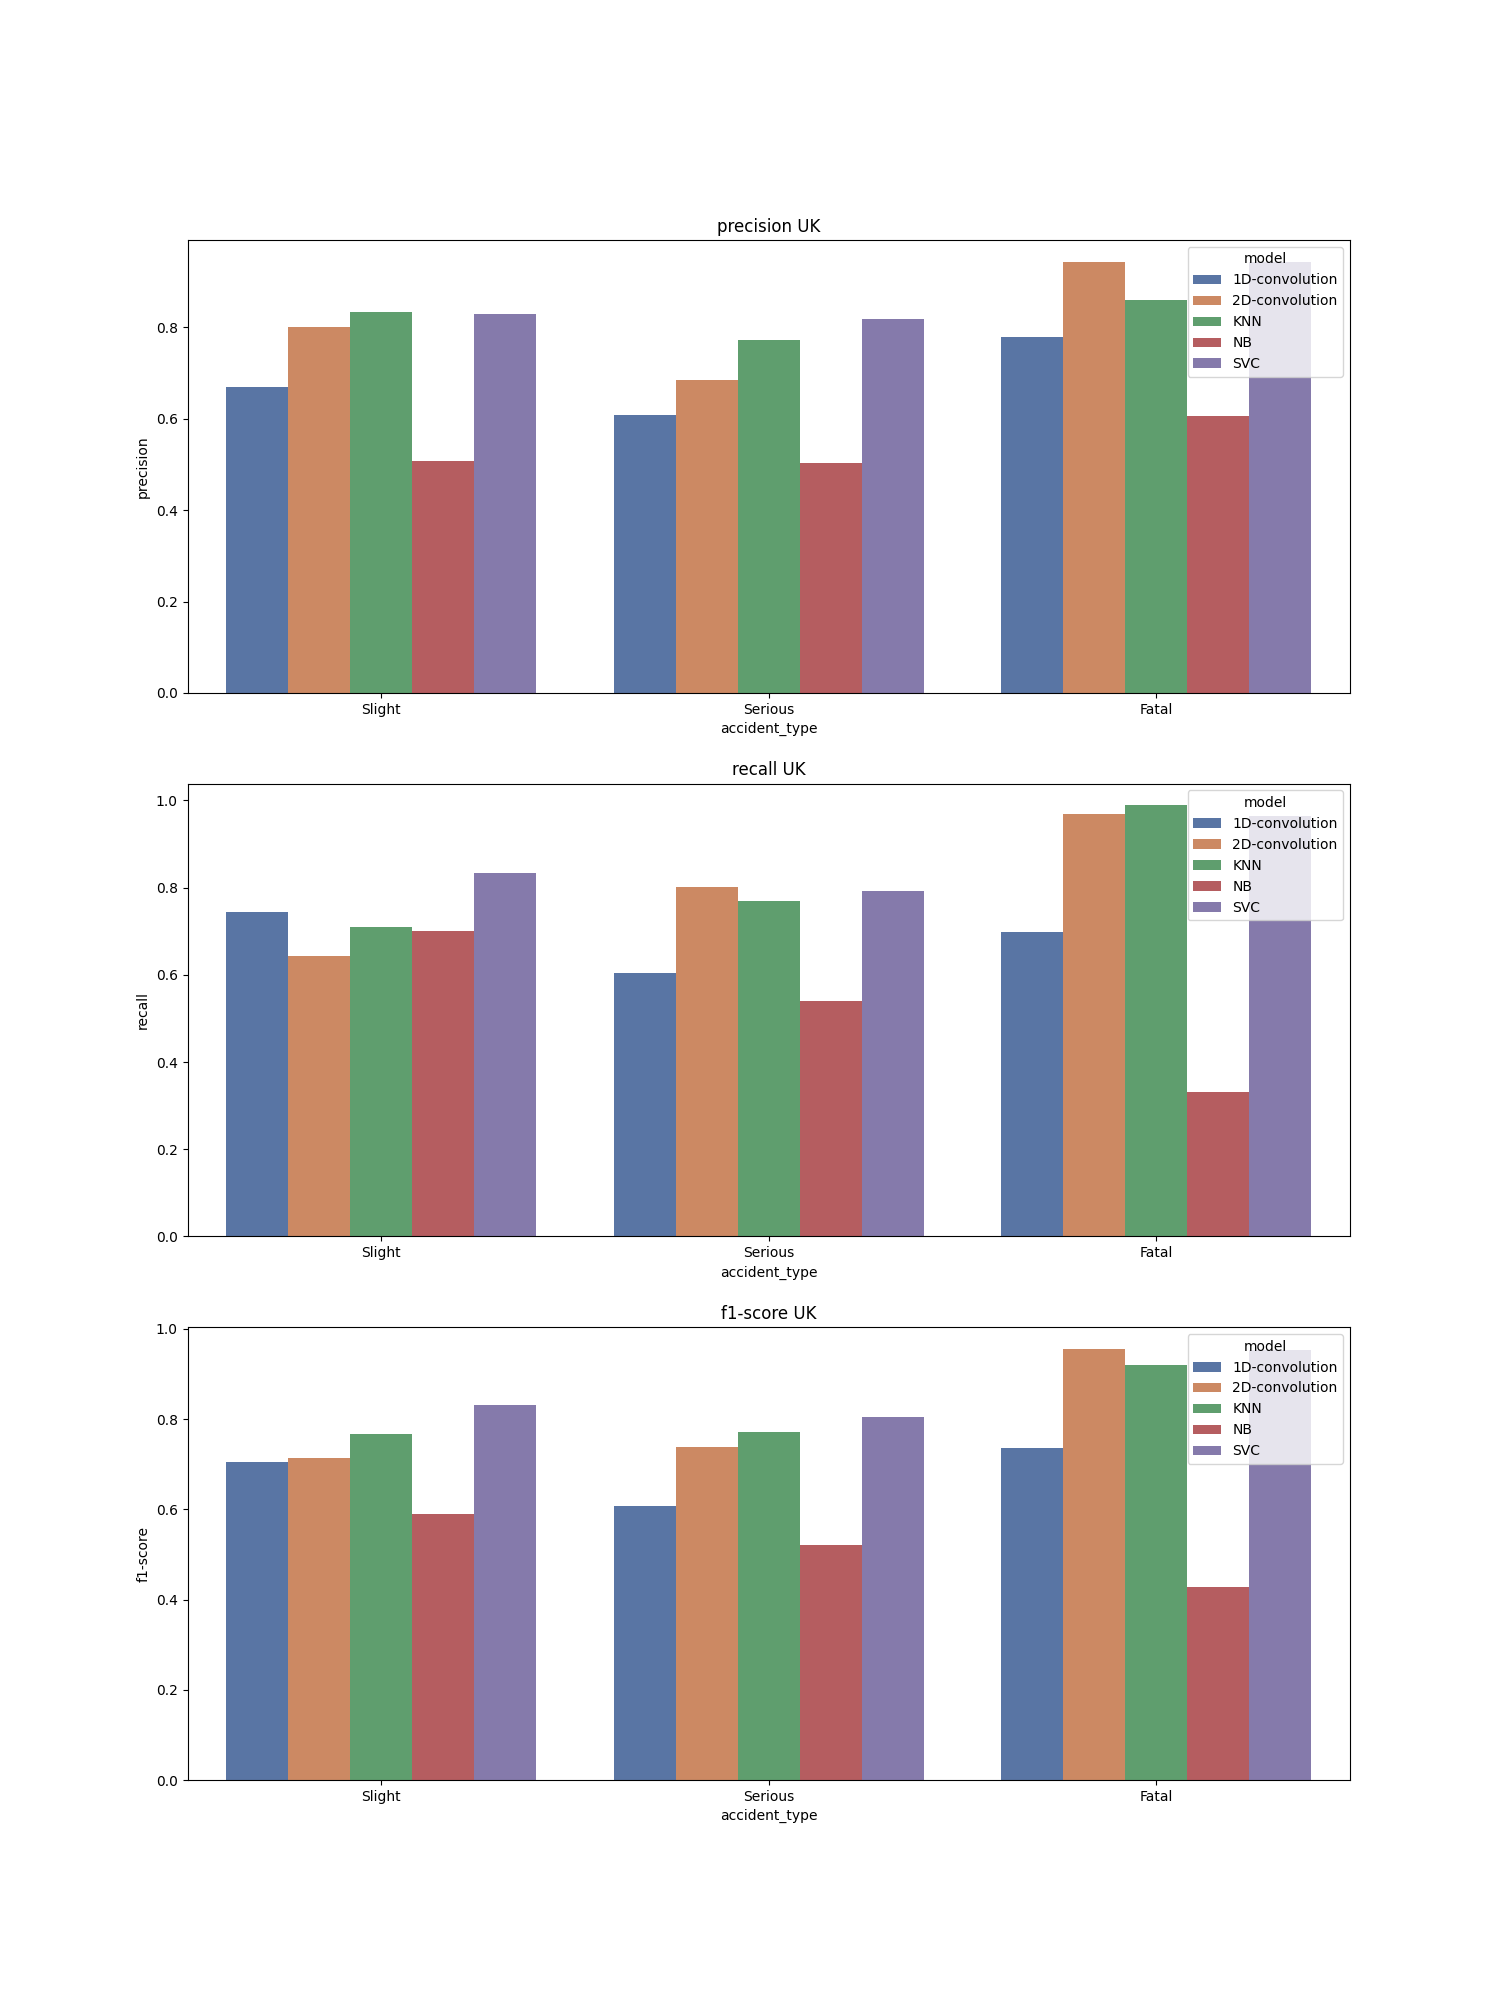 precision UK
model
1D-convolution
2D-convolution
KNN
NB
SVC
precision
0.8
0.6
0.4
0.2
0.0
Slight Serious Fatal
accident_type
recall UK
model
1D-convolution
2D-convolution
KNN
NB
SVC
recall
1.0
0.8
0.6
0.4
0.2
0.0
Slight Serious Fatal
accident_type
f1-score UK
model
1D-convolution
2D-convolution
KNN
NB
SVC
f1-score
1.0
0.8
0.6
0.4
0.2
0.0
Slight Serious Fatal
accident_type